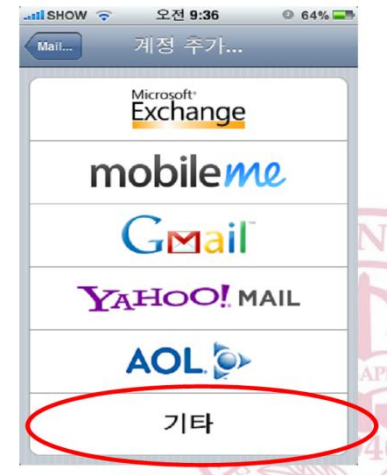 SHOW 오전 9:36 64%
Mail... 계정 추가...
Microsoft
Exchange
mobileme
Gmail
YAHOO! MAIL
AOL
기타